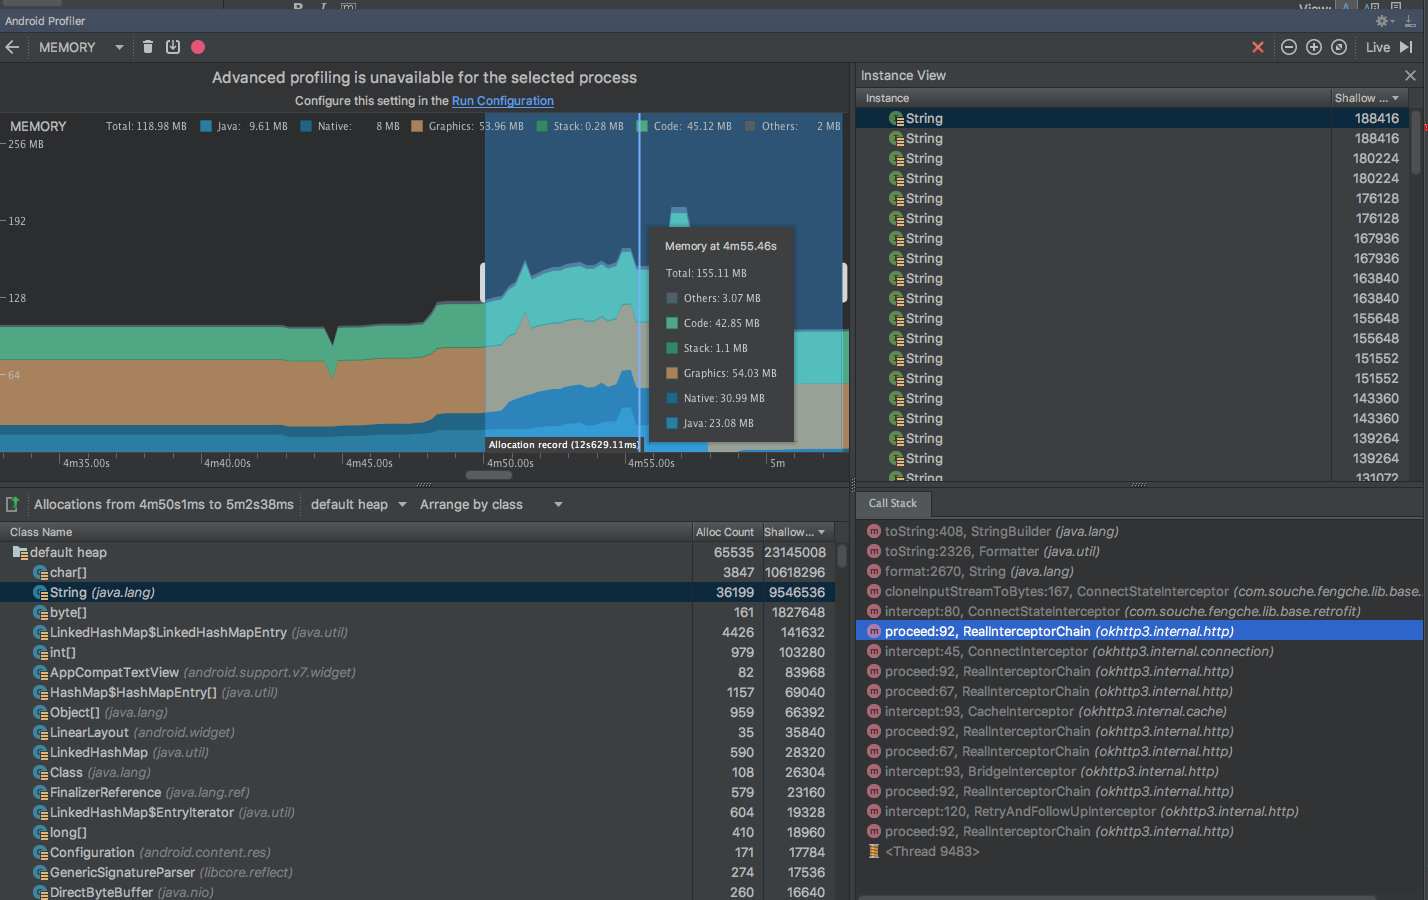 View:
Android Profiler
MEMORY
Live
Advanced profiling is unavailable for the selected process
Configure this setting in the Run Configuration
MEMORY Total: 118.98 MB Java: 9.61 MB Native: 8 MB Graphics: 53.96 MB Stack: 0.28 MB Code: 45.12 MB Others: 2 MB
256 MB
192
128
64
Memory at 4m55.46s
Total: 155.11 MB
Others: 3.07 MB
Code: 42.85 MB
Stack: 1.1 MB
Graphics: 54.03 MB
Native: 30.99 MB
Java: 23.08 MB
Allocation record (12s629.11ms)
4m35.00s 4m40.00s 4m45.00s 4m50.00s 4m55.00s 5m
Allocations from 4m50s1ms to 5m2s38ms default heap Arrange by class
Class Name Alloc Count Shallow...
default heap 65535 23145008
char[] 3847 10618296
String (java.lang) 36199 9546536
byte[] 161 1827648
LinkedHashMap$LinkedHashMapEntry (java.util) 4426 141632
int[] 979 103280
AppCompatTextView (android.support.v7.widget) 82 83968
HashMap$HashMapEntry[] (java.util) 1157 69040
Object[] (java.lang) 959 66392
LinearLayout (android.widget) 35 35840
LinkedHashMap (java.util) 590 28320
Class (java.lang) 108 26304
FinalizerReference (java.lang.ref) 579 23160
LinkedHashMap$EntryIterator (java.util) 604 19328
long[] 410 18960
Configuration (android.content.res) 171 17784
GenericSignatureParser (libcore.reflect) 274 17536
DirectByteBuffer (java.nio) 260 16640
Instance View
Instance Shallow ...
String 188416
String 188416
String 180224
String 180224
String 176128
String 176128
String 167936
String 167936
String 163840
String 163840
String 155648
String 155648
String 151552
String 151552
String 143360
String 143360
String 139264
String 139264
String 131072
Call Stack
toString:408, StringBuilder (java.lang)
toString:2326, Formatter (java.util)
format:2670, String (java.lang)
cloneInputStreamToBytes:167, ConnectStateInterceptor (com.souche.fengche.lib.base.
intercept:80, ConnectStateInterceptor (com.souche.fengche.lib.base.retrofit)
proceed:92, RealInterceptorChain (okhttp3.internal.http)
intercept:45, ConnectInterceptor (okhttp3.internal.connection)
proceed:92, RealInterceptorChain (okhttp3.internal.http)
proceed:67, RealInterceptorChain (okhttp3.internal.http)
intercept:93, CacheInterceptor (okhttp3.internal.cache)
proceed:92, RealInterceptorChain (okhttp3.internal.http)
proceed:67, RealInterceptorChain (okhttp3.internal.http)
intercept:93, BridgeInterceptor (okhttp3.internal.http)
proceed:92, RealInterceptorChain (okhttp3.internal.http)
intercept:120, RetryAndFollowUpInterceptor (okhttp3.internal.http)
proceed:92, RealInterceptorChain (okhttp3.internal.http)
<Thread 9483>